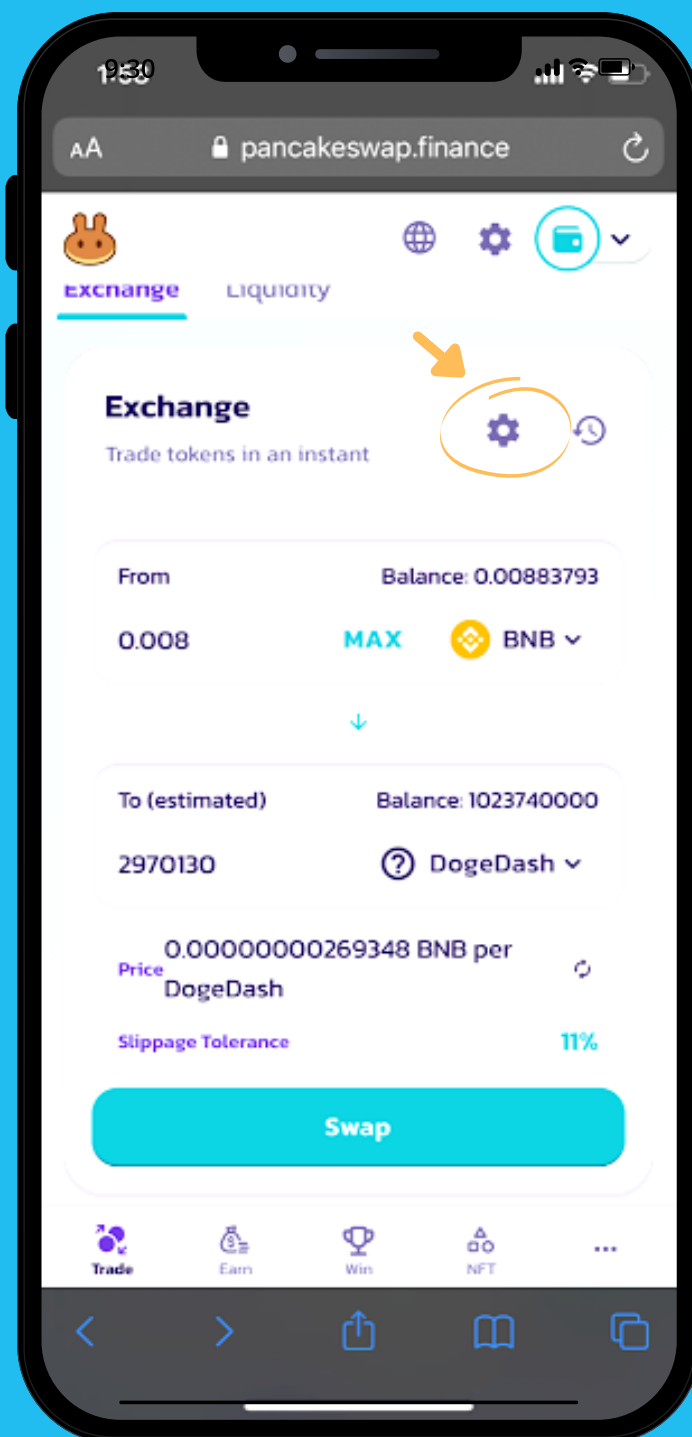 AA pancakeswap.finance
Exchange Liquidity
Exchange
Trade tokens in an instant
From Balance: 0.00883793
0.008 MAX BNB
To (estimated) Balance: 1023740000
2970130 DogeDash
Price 0.00000000269348 BNB per
DogeDash
Slippage Tolerance 11%
Swap
Trade Earn Win NFT